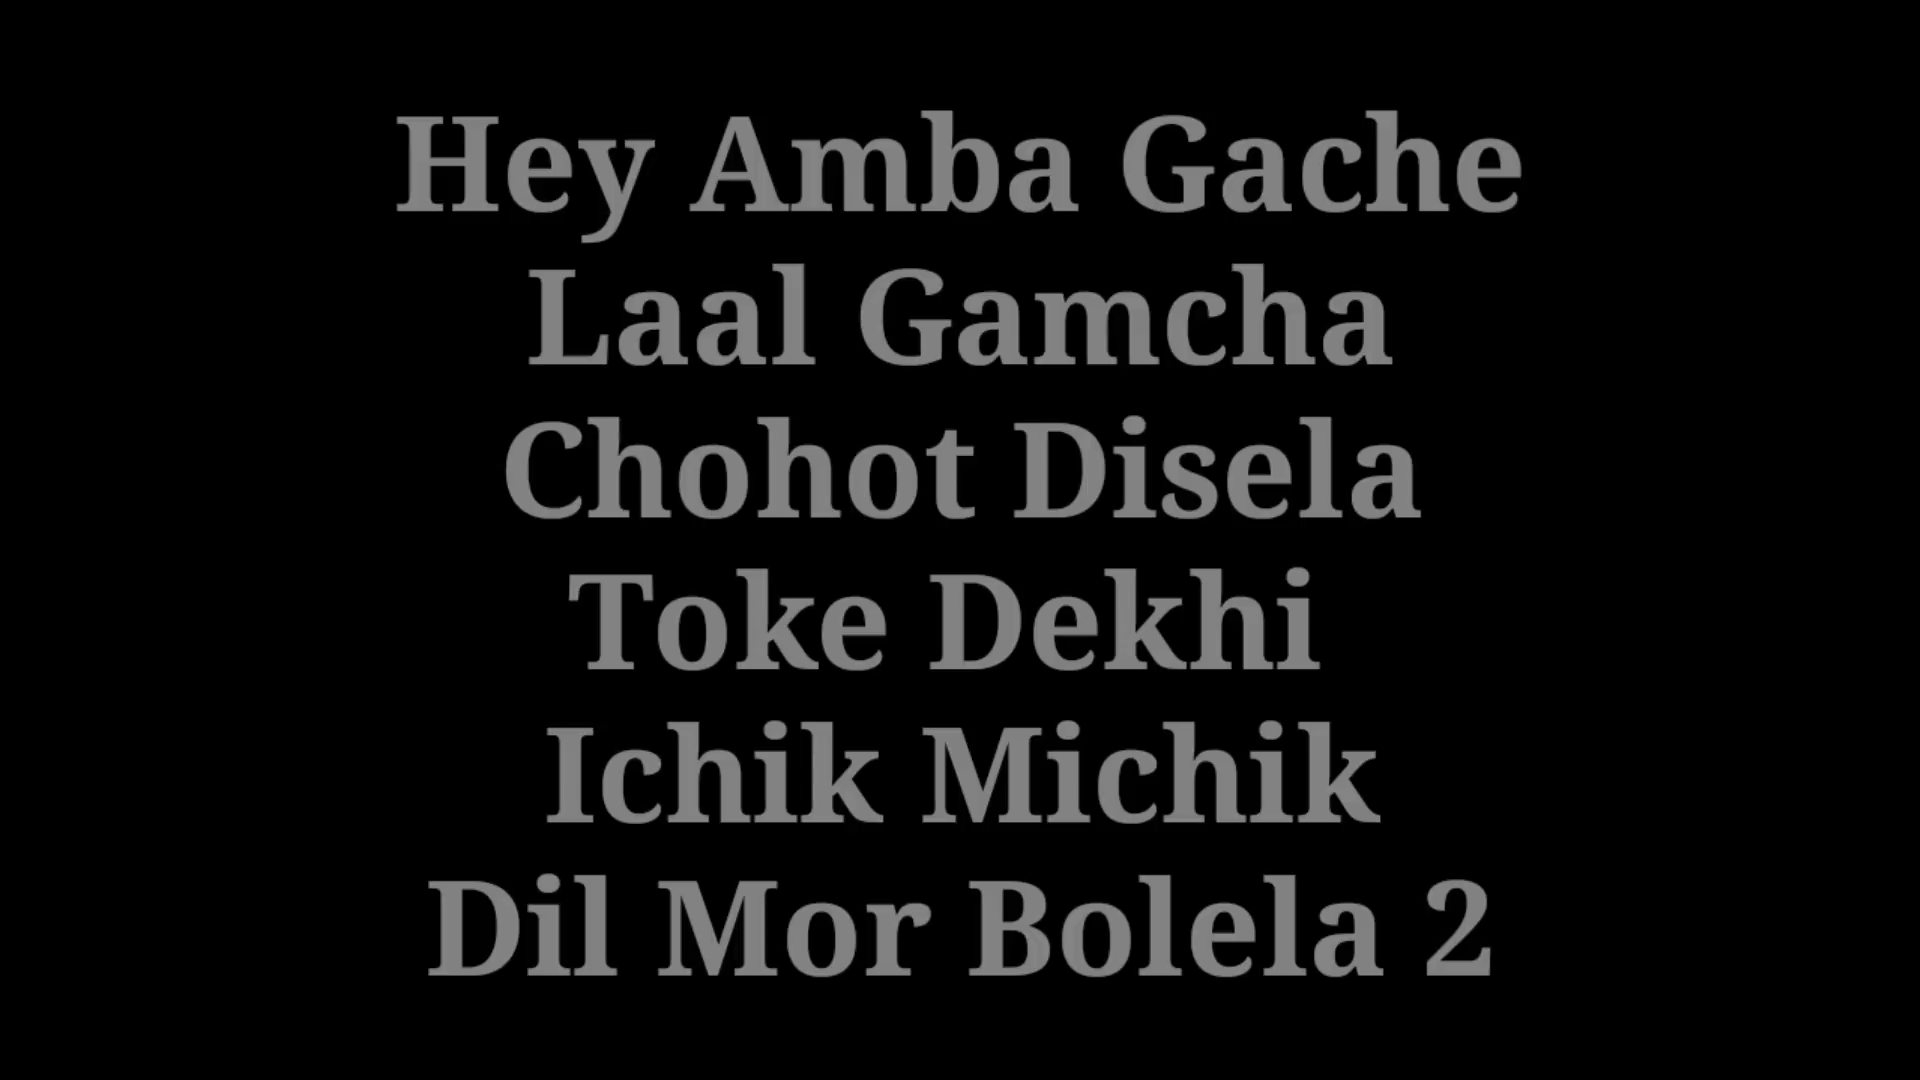 Hey Amba Gache
Laal Gamcha
Chohot Disela
Toke Dekhi
Ichik Michik
Dil Mor Bolela 2